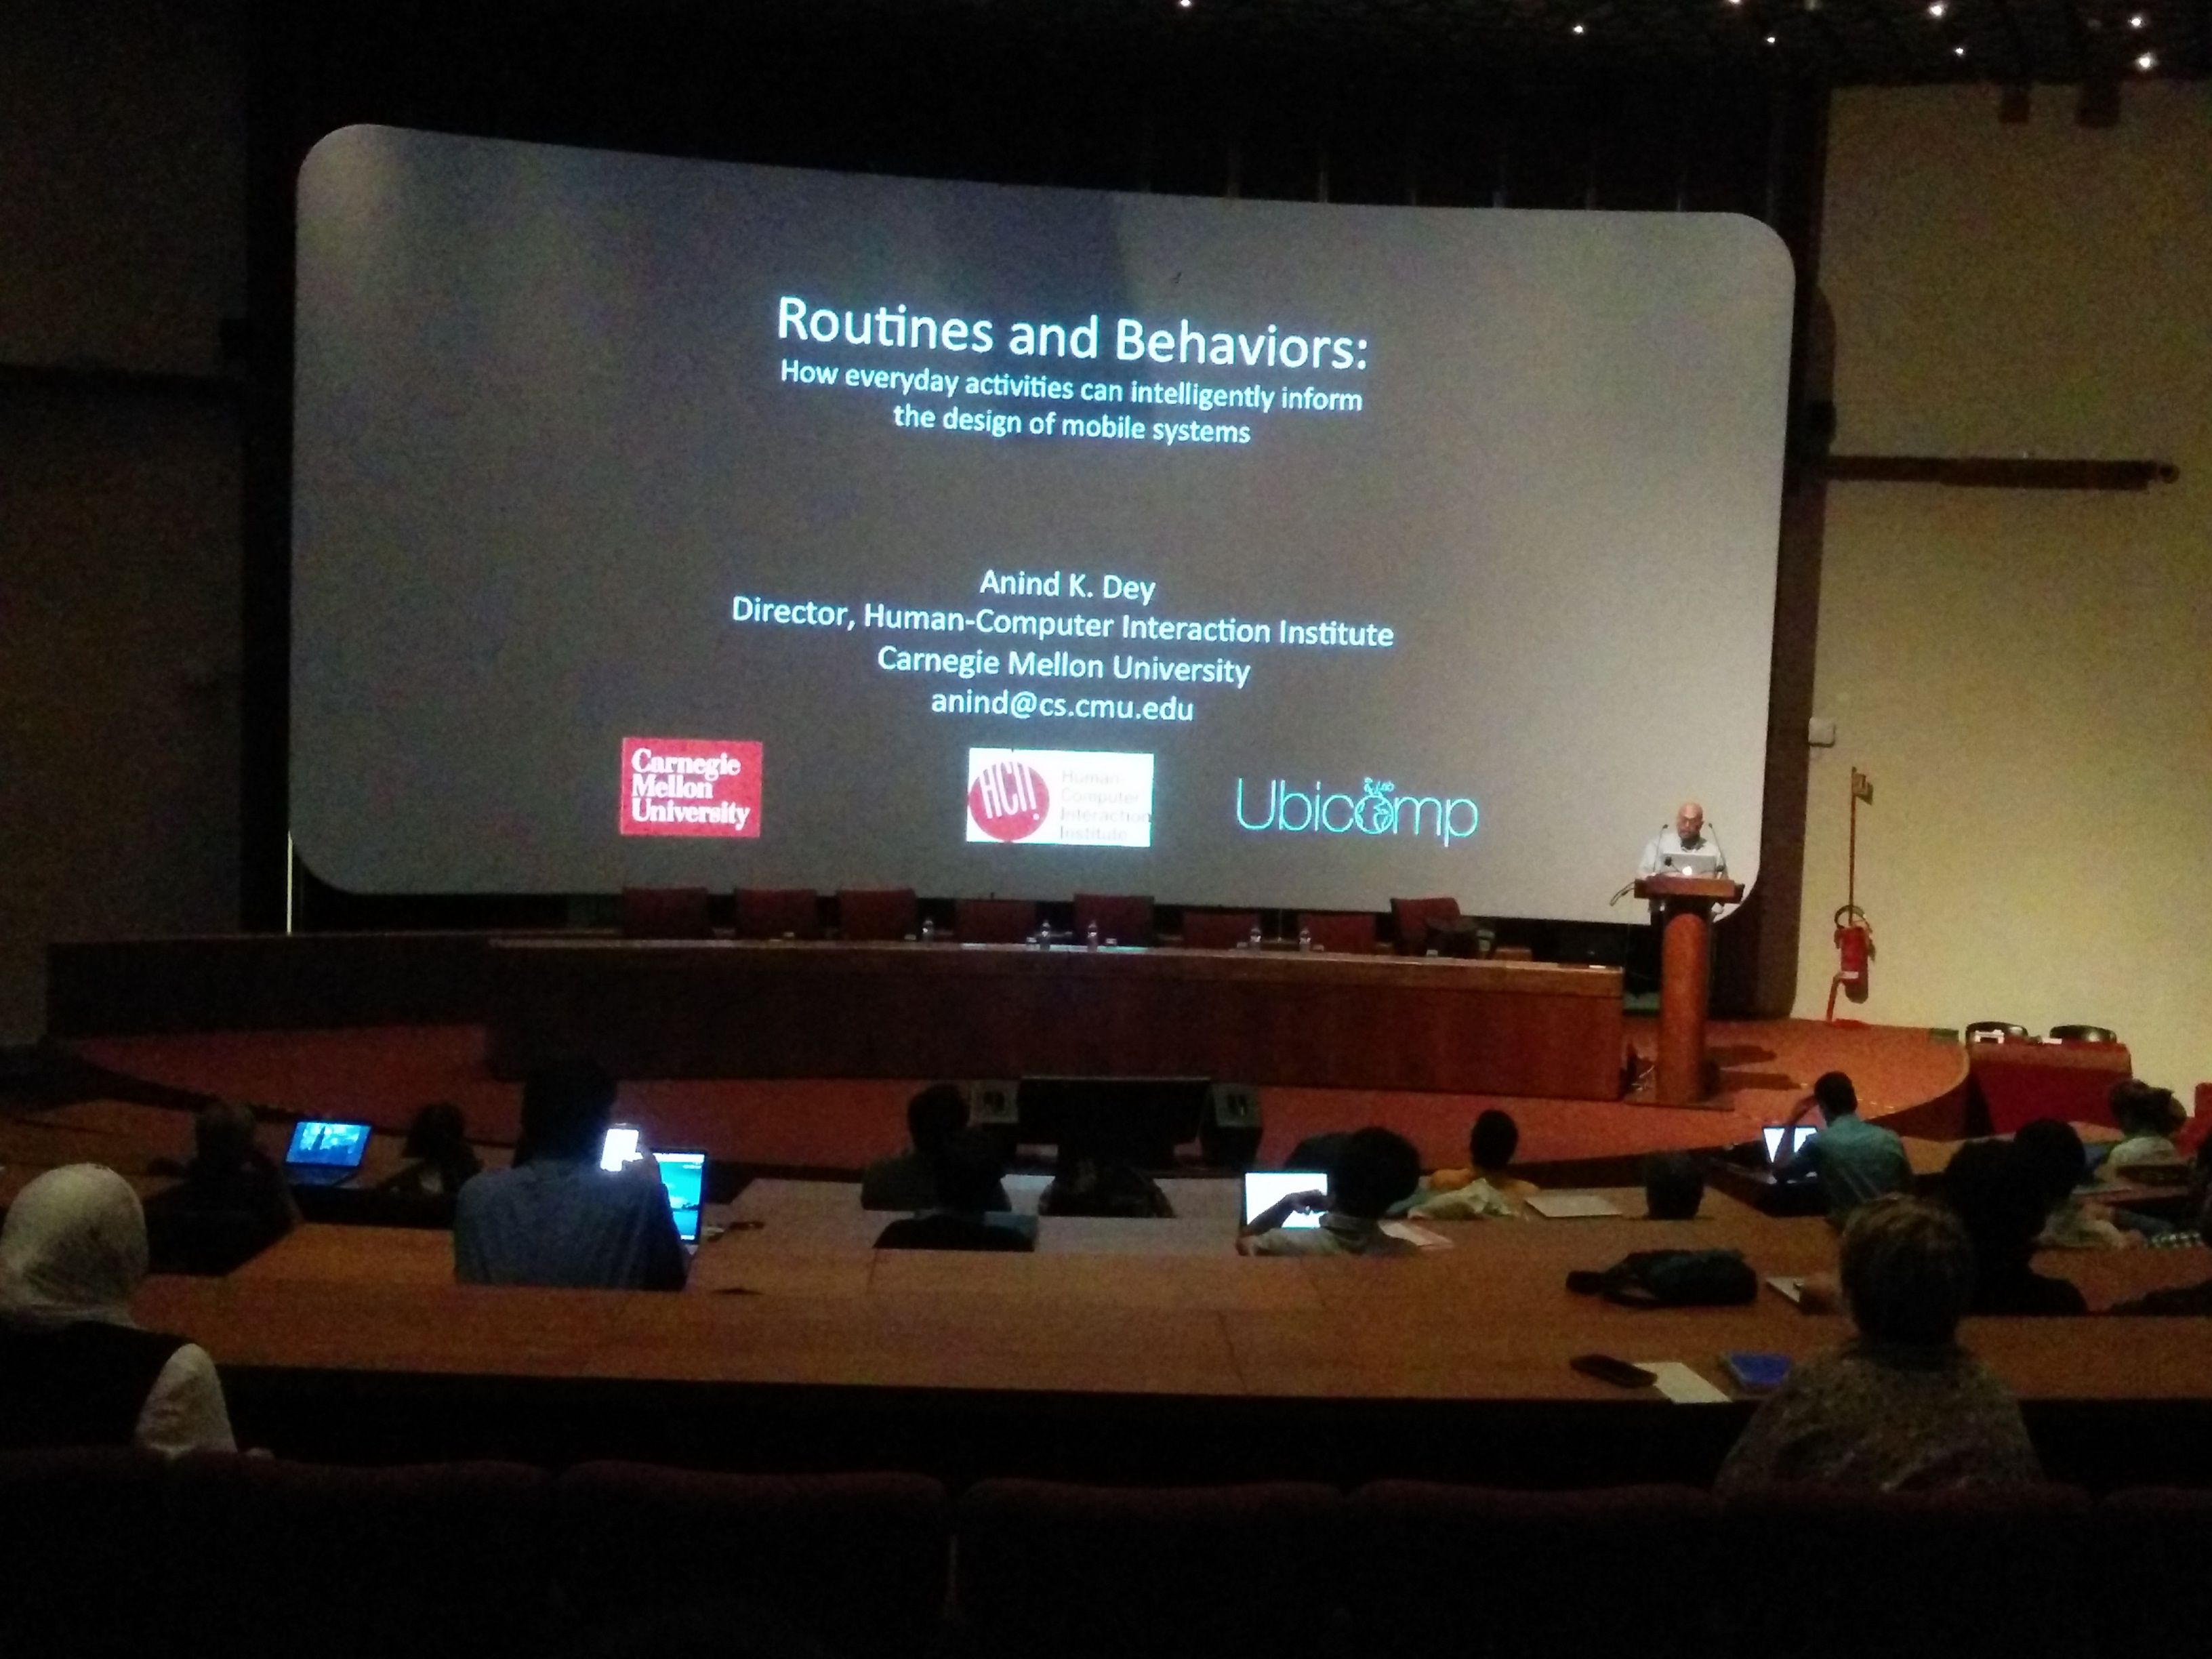 Routines and Behaviors:
How everyday activities can intelligently inform
the design of mobile systems
Anind K. Dey
Director, Human-Computer Interaction Institute
Carnegie Mellon University
anind@cs.cmu.edu
Carnegie
Mellon
University
HCII
Human
Computer
Interaction
Institute
Ubicomp
Lab